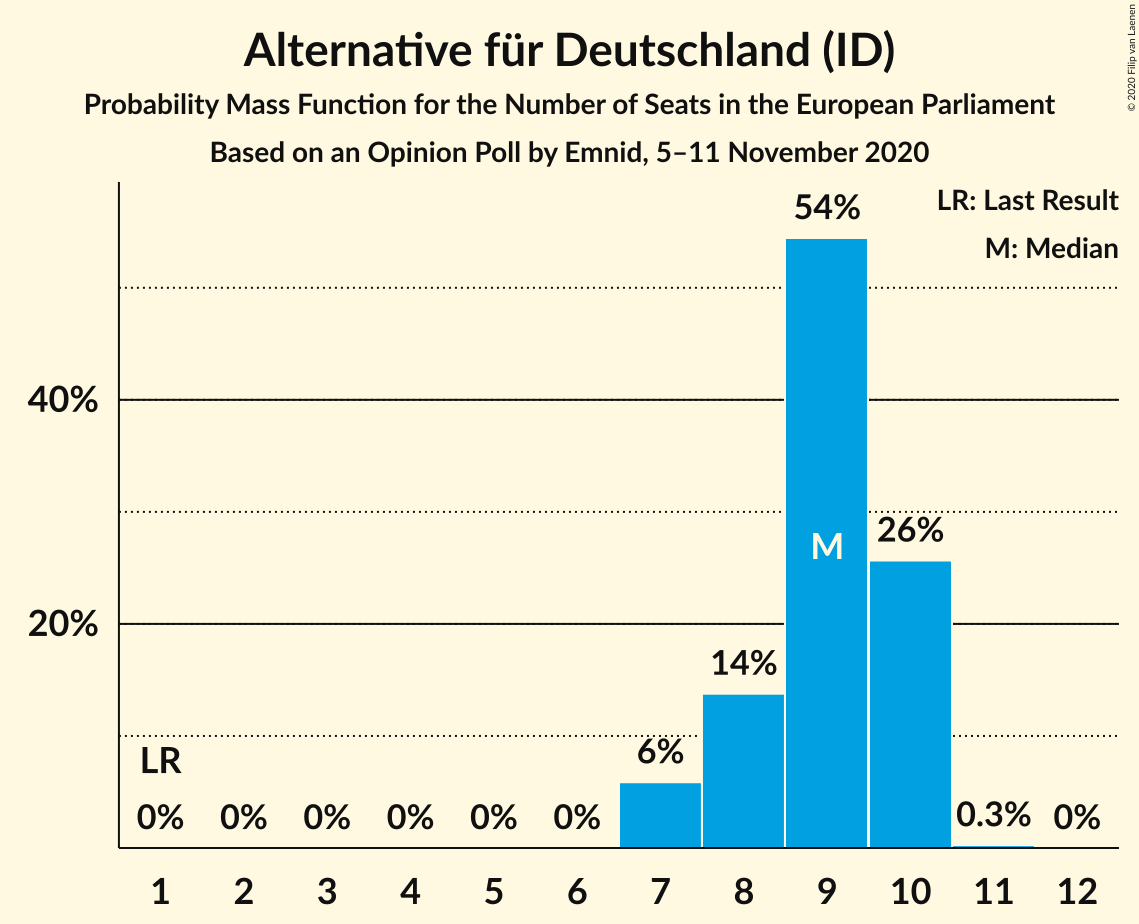 Alternative für Deutschland (ID)
Probability Mass Function for the Number of Seats in the European Parliament
Based on an Opinion Poll by Emnid, 5–11 November 2020
© 2020 Filip van Laenen
LR: Last Result
M: Median
54%
40%
M
26%
20%
14%
6%
LR
0% 0% 0% 0% 0% 0% 0.3% 0%
1 2 3 4 5 6 7 8 9 10 11 12